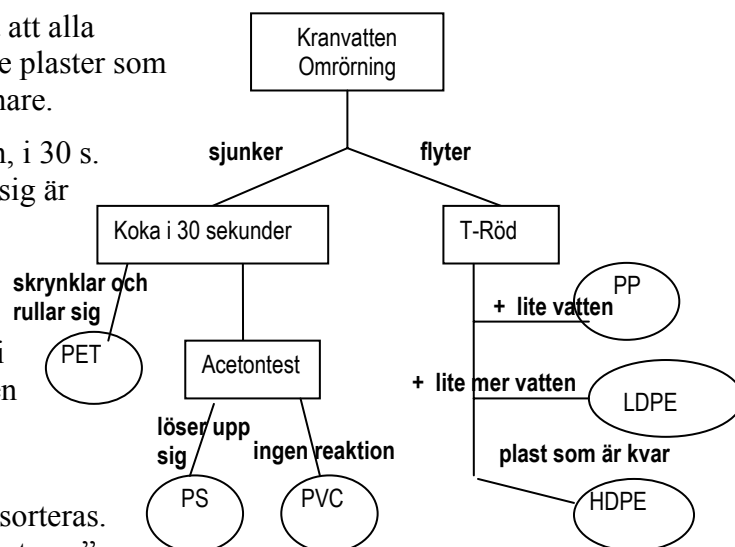 att alla
e plaster som
nare.
n, i 30 s.
sig är
i
en
sorteras.
Kranvatten
Omrörning
sjunker
flyter
Koka i 30 sekunder
T-Röd
skrynklar och
rullar sig
PET
Acetontest
löser upp
sig
ingen reaktion
PS
PVC
+ lite vatten
PP
+ lite mer vatten
LDPE
plast som är kvar
HDPE